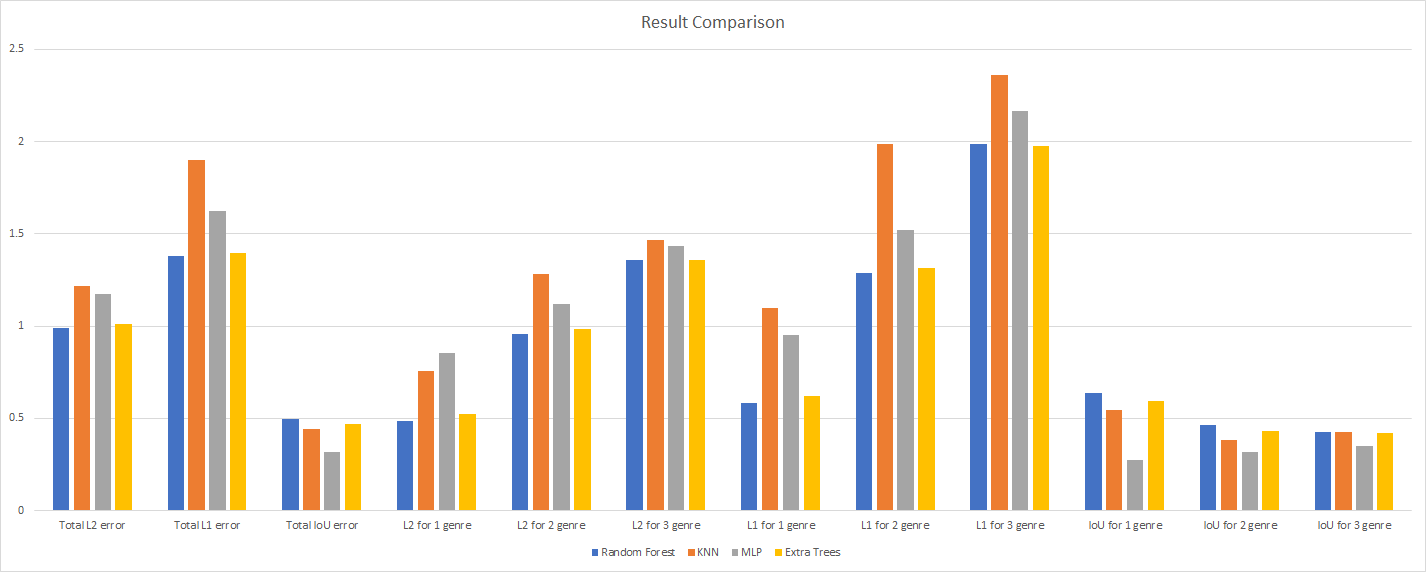 Result Comparison
2.5
2
1.5
1
0.5
0
Total L2 error Total L1 error Total IoU error L2 for 1 genre L2 for 2 genre L2 for 3 genre L1 for 1 genre L1 for 2 genre L1 for 3 genre IoU for 1 genre IoU for 2 genre IoU for 3 genre
Random Forest KNN MLP Extra Trees